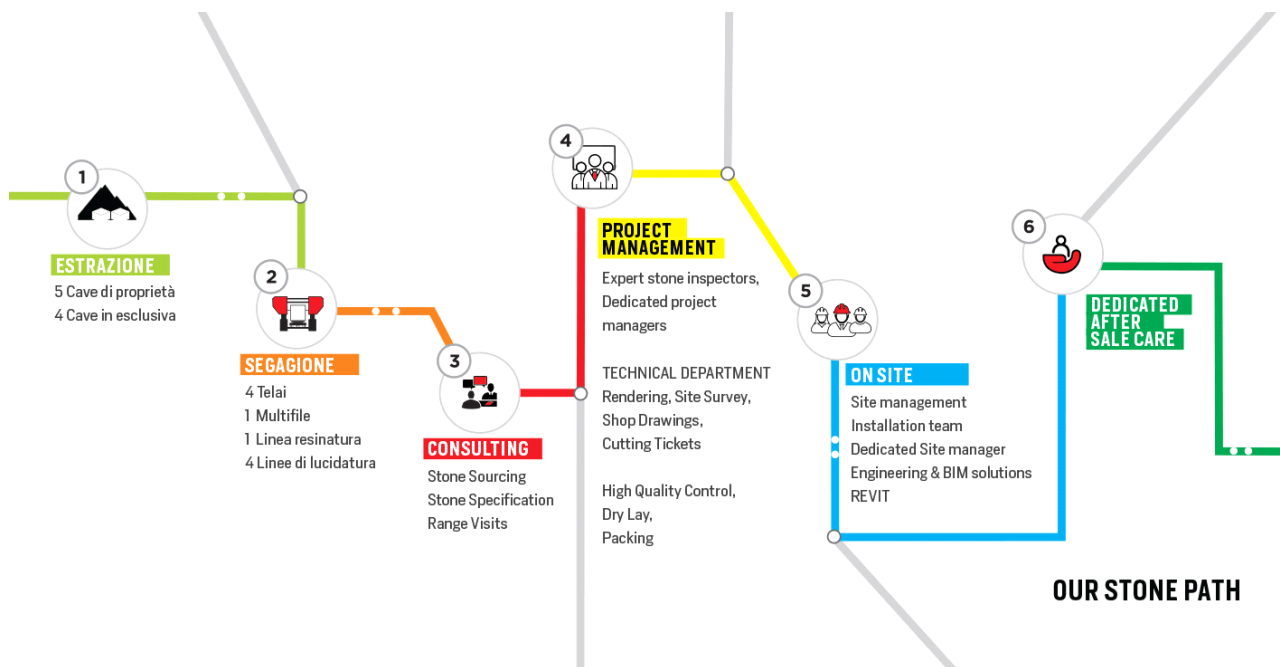 1
ESTRAZIONE
5 Cave di proprietà
4 Cave in esclusiva
2
SEGAGIONE
4 Telai
1 Multifile
1 Linea resinatura
4 Linee di lucidatura
3
CONSULTING
Stone Sourcing
Stone Specification
Range Visits
4
PROJECT
MANAGEMENT
Expert stone inspectors,
Dedicated project
managers
TECHNICAL DEPARTMENT
Rendering, Site Survey,
Shop Drawings,
Cutting Tickets
High Quality Control,
Dry Lay,
Packing
5
ON SITE
Site management
Installation team
Dedicated Site manager
Engineering & BIM solutions
REVIT
6
DEDICATED
AFTER
SALE CARE
OUR STONE PATH